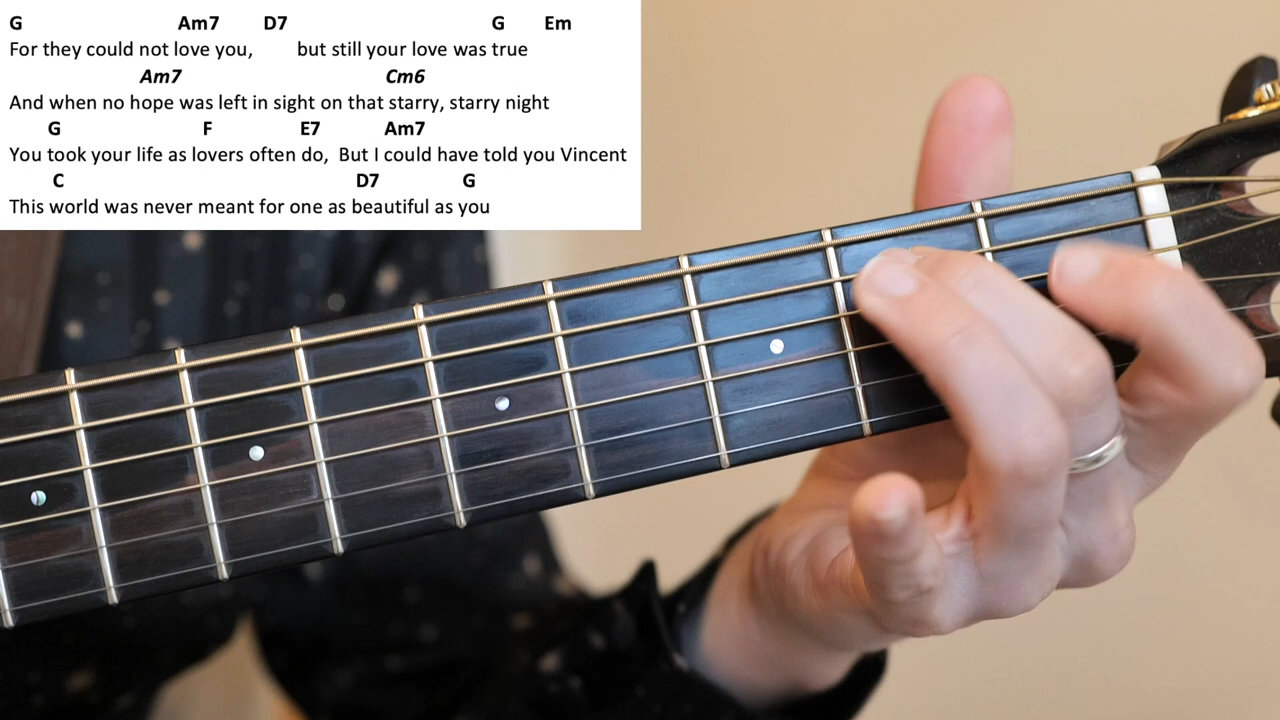 G Am7 D7 G Em
For they could not love you, but still your love was true
Am7 Cm6
And when no hope was left in sight on that starry, starry night
G F E7 Am7
You took your life as lovers often do, But I could have told you Vincent
C D7 G
This world was never meant for one as beautiful as you